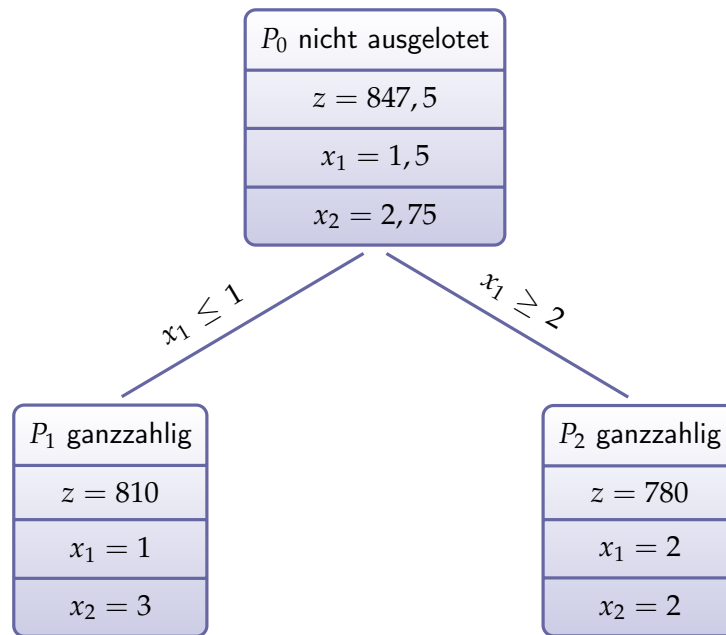 P₀ nicht ausgelotet
z = 847,5
x₁ = 1,5
x₂ = 2,75
x₁ ≤ 1
x₁ ≥ 2
P₁ ganzzahlig
z = 810
x₁ = 1
x₂ = 3
P₂ ganzzahlig
z = 780
x₁ = 2
x₂ = 2